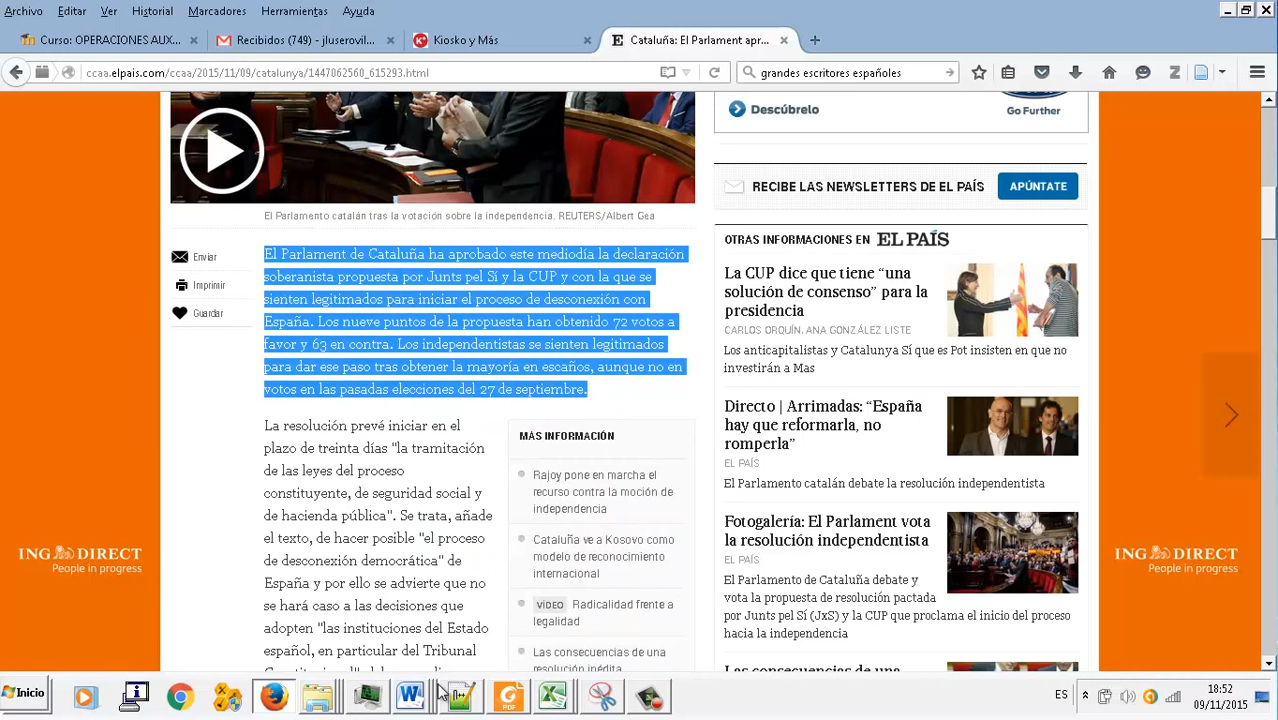 Archivo Editar Ver Historial Marcadores Herramientas Ayuda
Curso: OPERACIONES AUX...
Recibidos (749) - jluserovil...
Kiosko y Más
Cataluña: El Parlament apr...
ccaa.elpais.com/ccaa/2015/11/09/catalunya/1447062560_615293.html
grandes escritores españoles
El Parlamento catalán tras la votación sobre la independencia. REUTERS/Albert Gea
Enviar
Imprimir
Guardar
El Parlament de Cataluña ha aprobado este mediodía la declaración
soberanista propuesta por Junts pel Sí y la CUP y con la que se
sienten legitimados para iniciar el proceso de desconexión con
España. Los nueve puntos de la propuesta han obtenido 72 votos a
favor y 63 en contra. Los independentistas se sienten legitimados
para dar ese paso tras obtener la mayoría en escaños, aunque no en
votos en las pasadas elecciones del 27 de septiembre.
La resolución prevé iniciar en el
plazo de treinta días "la tramitación
de las leyes del proceso
constituyente, de seguridad social y
de hacienda pública". Se trata, añade
el texto, de hacer posible "el proceso
de desconexión democrática" de
España y por ello se advierte que no
se hará caso a las decisiones que
adopten "las instituciones del Estado
español, en particular del Tribunal
MÁS INFORMACIÓN
Rajoy pone en marcha el
recurso contra la moción de
independencia
Cataluña ve a Kosovo como
modelo de reconocimiento
internacional
VÍDEO Radicalidad frente a
legalidad
Las consecuencias de una
resolución inédita
Descúbrelo
Go Further
RECIBE LAS NEWSLETTERS DE EL PAÍS
APÚNTATE
OTRAS INFORMACIONES EN EL PAÍS
La CUP dice que tiene “una
solución de consenso” para la
presidencia
CARLOS ORQUÍN. ANA GONZÁLEZ LISTE
Los anticapitalistas y Catalunya Sí que es Pot insisten en que no
investirán a Mas
Directo | Arrimadas: “España
hay que reformarla, no
romperla”
EL PAÍS
El Parlamento catalán debate la resolución independentista
Fotogalería: El Parlament vota
la resolución independentista
EL PAÍS
El Parlamento de Cataluña debate y
vota la propuesta de resolución pactada
por Junts pel Sí (JxS) y la CUP que proclama el inicio del proceso
hacia la independencia
Las consecuencias de una
ING DIRECT
People in progress
ING DIRECT
People in progress
Inicio
PDF
ES
18:52
09/11/2015